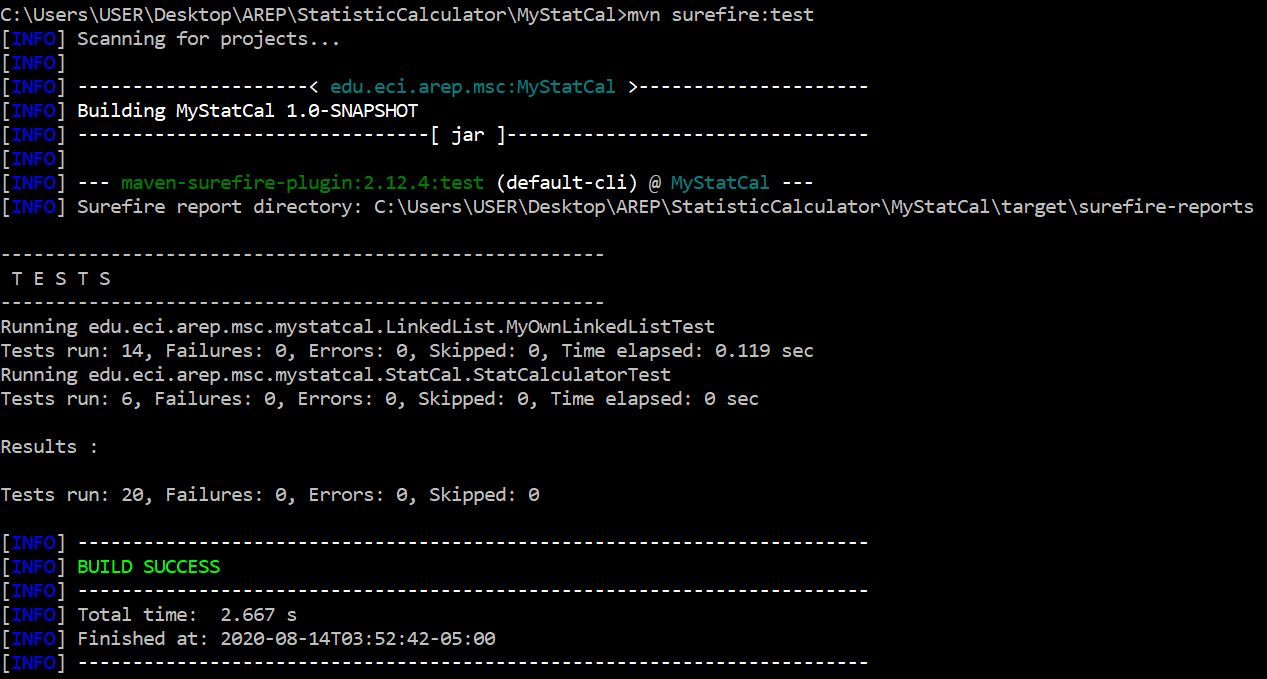 C:\Users\USER\Desktop\AREP\StatisticCalculator\MyStatCal>mvn surefire:test
[INFO] Scanning for projects...
[INFO]
[INFO] ---------------------< edu.eci.arep.msc:MyStatCal >---------------------
[INFO] Building MyStatCal 1.0-SNAPSHOT
[INFO] --------------------------------[ jar ]---------------------------------
[INFO]
[INFO] --- maven-surefire-plugin:2.12.4:test (default-cli) @ MyStatCal ---
[INFO] Surefire report directory: C:\Users\USER\Desktop\AREP\StatisticCalculator\MyStatCal\target\surefire-reports
-------------------------------------------------------
 T E S T S
-------------------------------------------------------
Running edu.eci.arep.msc.mystatcal.LinkedList.MyOwnLinkedListTest
Tests run: 14, Failures: 0, Errors: 0, Skipped: 0, Time elapsed: 0.119 sec
Running edu.eci.arep.msc.mystatcal.StatCal.StatCalculatorTest
Tests run: 6, Failures: 0, Errors: 0, Skipped: 0, Time elapsed: 0 sec
Results :
Tests run: 20, Failures: 0, Errors: 0, Skipped: 0
[INFO] ------------------------------------------------------------------------
[INFO] BUILD SUCCESS
[INFO] ------------------------------------------------------------------------
[INFO] Total time:  2.667 s
[INFO] Finished at: 2020-08-14T03:52:42-05:00
[INFO] ------------------------------------------------------------------------